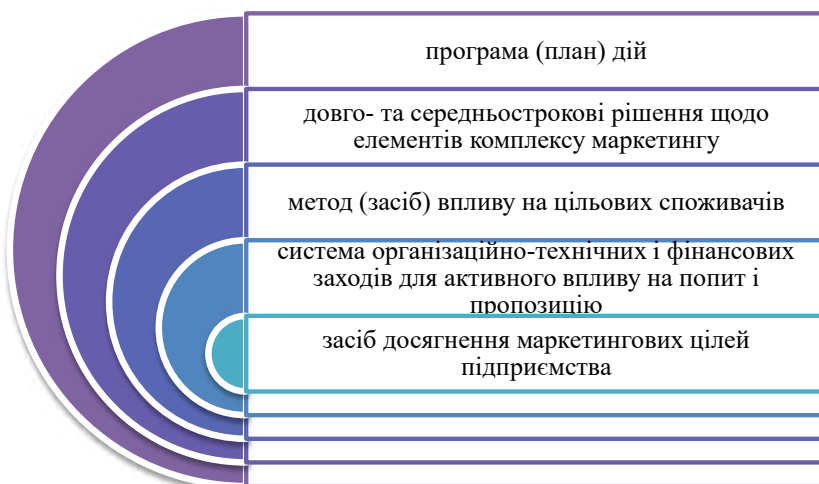 програма (план) дій
довго- та середньострокові рішення щодо
елементів комплексу маркетингу
метод (засіб) впливу на цільових споживачів
система організаційно-технічних і фінансових
заходів для активного впливу на попит і
пропозицію
засіб досягнення маркетингових цілей
підприємства